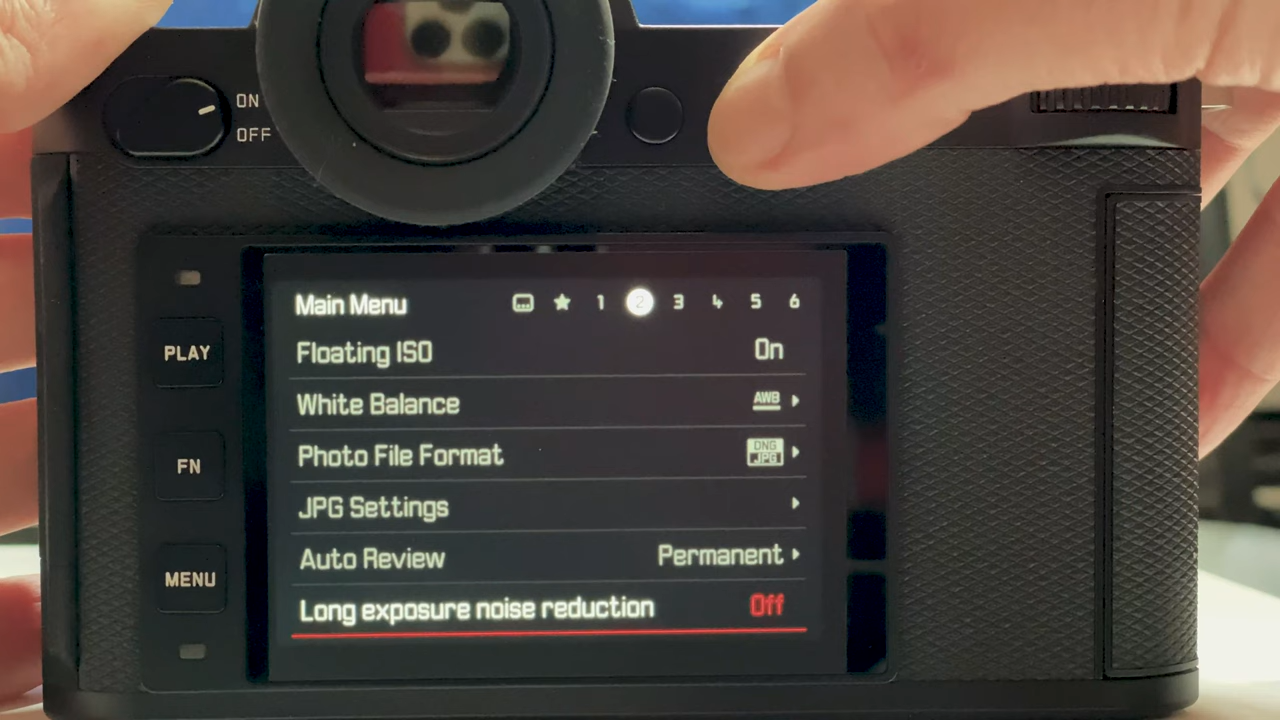 ON
OFF
PLAY
FN
MENU
Main Menu 1 2 3 4 5 6
Floating ISO On
White Balance AWB
Photo File Format DNG JPG
JPG Settings
Auto Review Permanent
Long exposure noise reduction Off